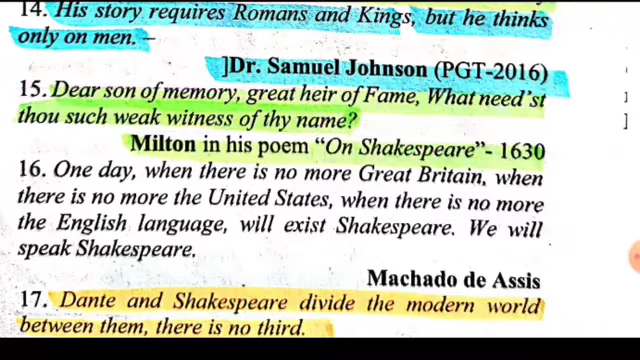 14. His story requires Romans and Kings, but he thinks
only on men. –
]Dr. Samuel Johnson (PGT-2016)
15. Dear son of memory, great heir of Fame, What need'st
thou such weak witness of thy name?
Milton in his poem “On Shakespeare”- 1630
16. One day, when there is no more Great Britain, when
there is no more the United States, when there is no more
the English language, will exist Shakespeare. We will
speak Shakespeare.
Machado de Assis
17. Dante and Shakespeare divide the modern world
between them, there is no third.